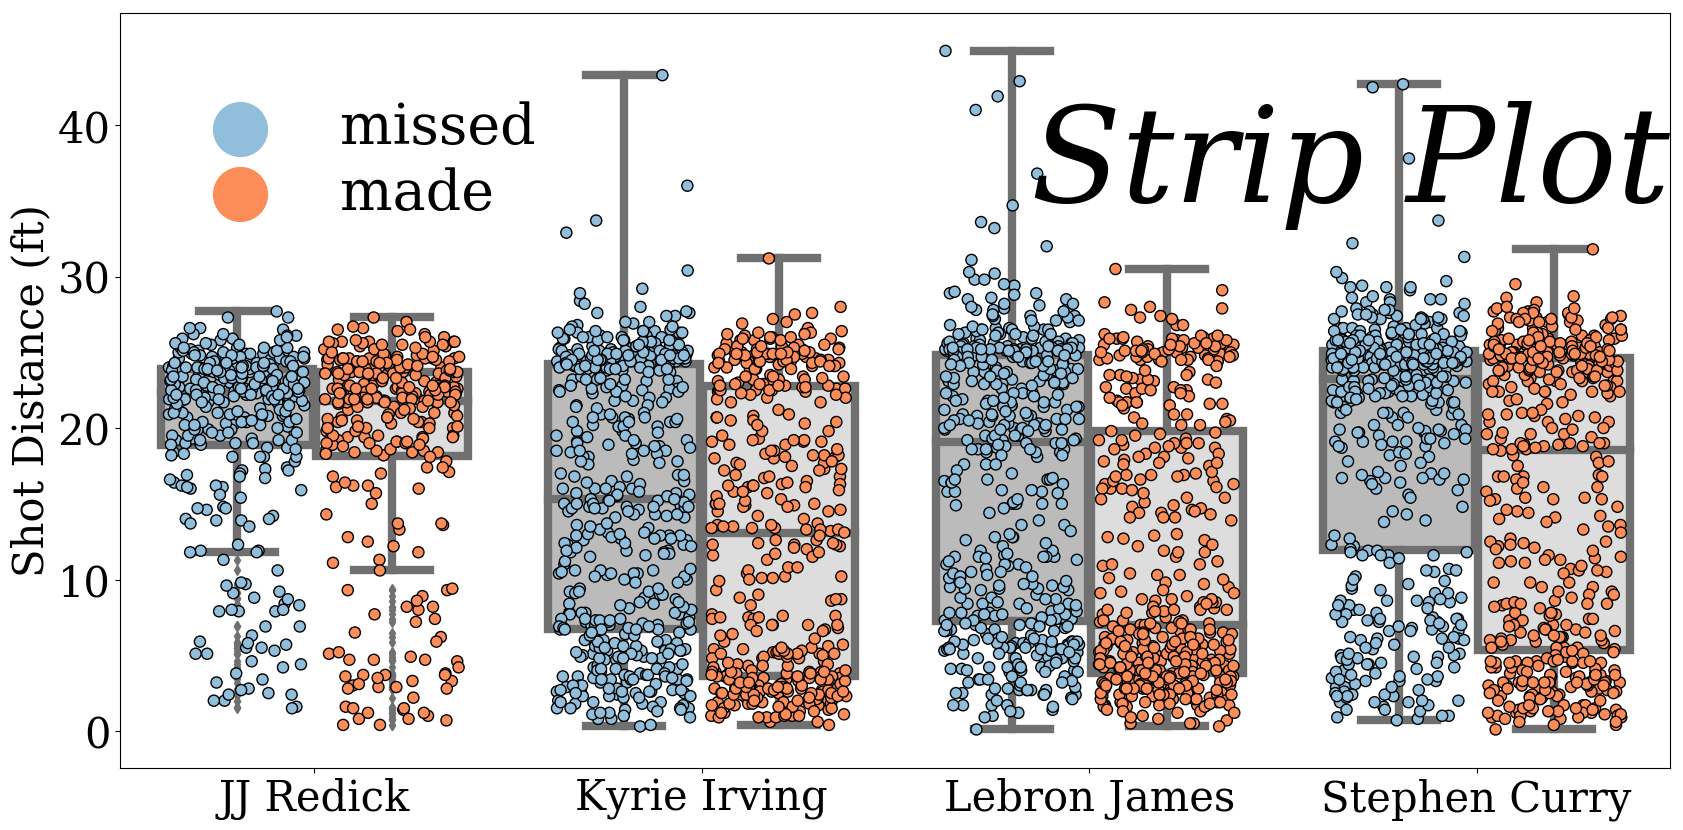 Strip Plot
missed
made
Shot Distance (ft)
40
30
20
10
0
JJ Redick
Kyrie Irving
Lebron James
Stephen Curry